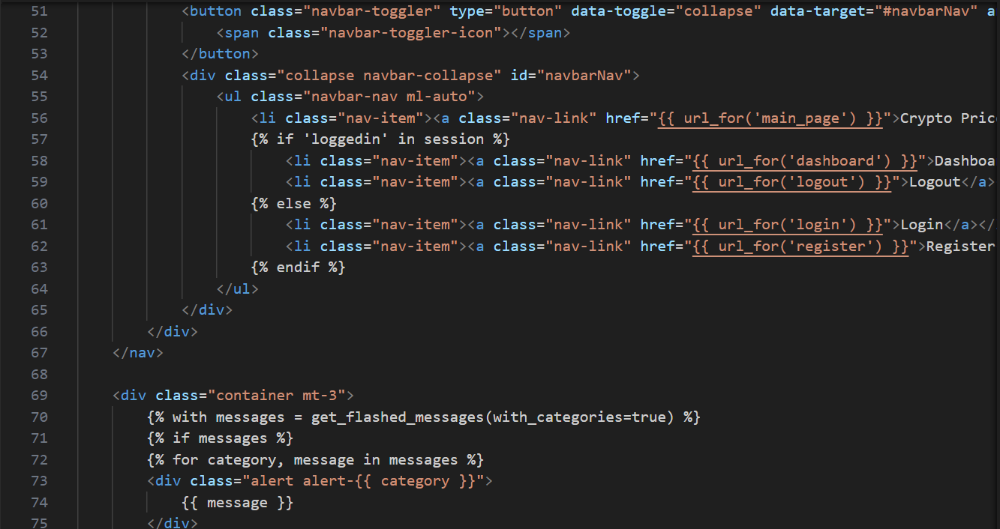 51 <button class="navbar-toggler" type="button" data-toggle="collapse" data-target="#navbarNav" a
52 <span class="navbar-toggler-icon"></span>
53 </button>
54 <div class="collapse navbar-collapse" id="navbarNav">
55 <ul class="navbar-nav ml-auto">
56 <li class="nav-item"><a class="nav-link" href="{{ url_for('main_page') }}">Crypto Pric
57 {% if 'loggedin' in session %}
58 <li class="nav-item"><a class="nav-link" href="{{ url_for('dashboard') }}">Dashboa
59 <li class="nav-item"><a class="nav-link" href="{{ url_for('logout') }}">Logout</a>
60 {% else %}
61 <li class="nav-item"><a class="nav-link" href="{{ url_for('login') }}">Login</a></
62 <li class="nav-item"><a class="nav-link" href="{{ url_for('register') }}">Register
63 {% endif %}
64 </ul>
65 </div>
66 </div>
67 </nav>
68
69 <div class="container mt-3">
70 {% with messages = get_flashed_messages(with_categories=true) %}
71 {% if messages %}
72 {% for category, message in messages %}
73 <div class="alert alert-{{ category }}">
74 {{ message }}
75 </div>